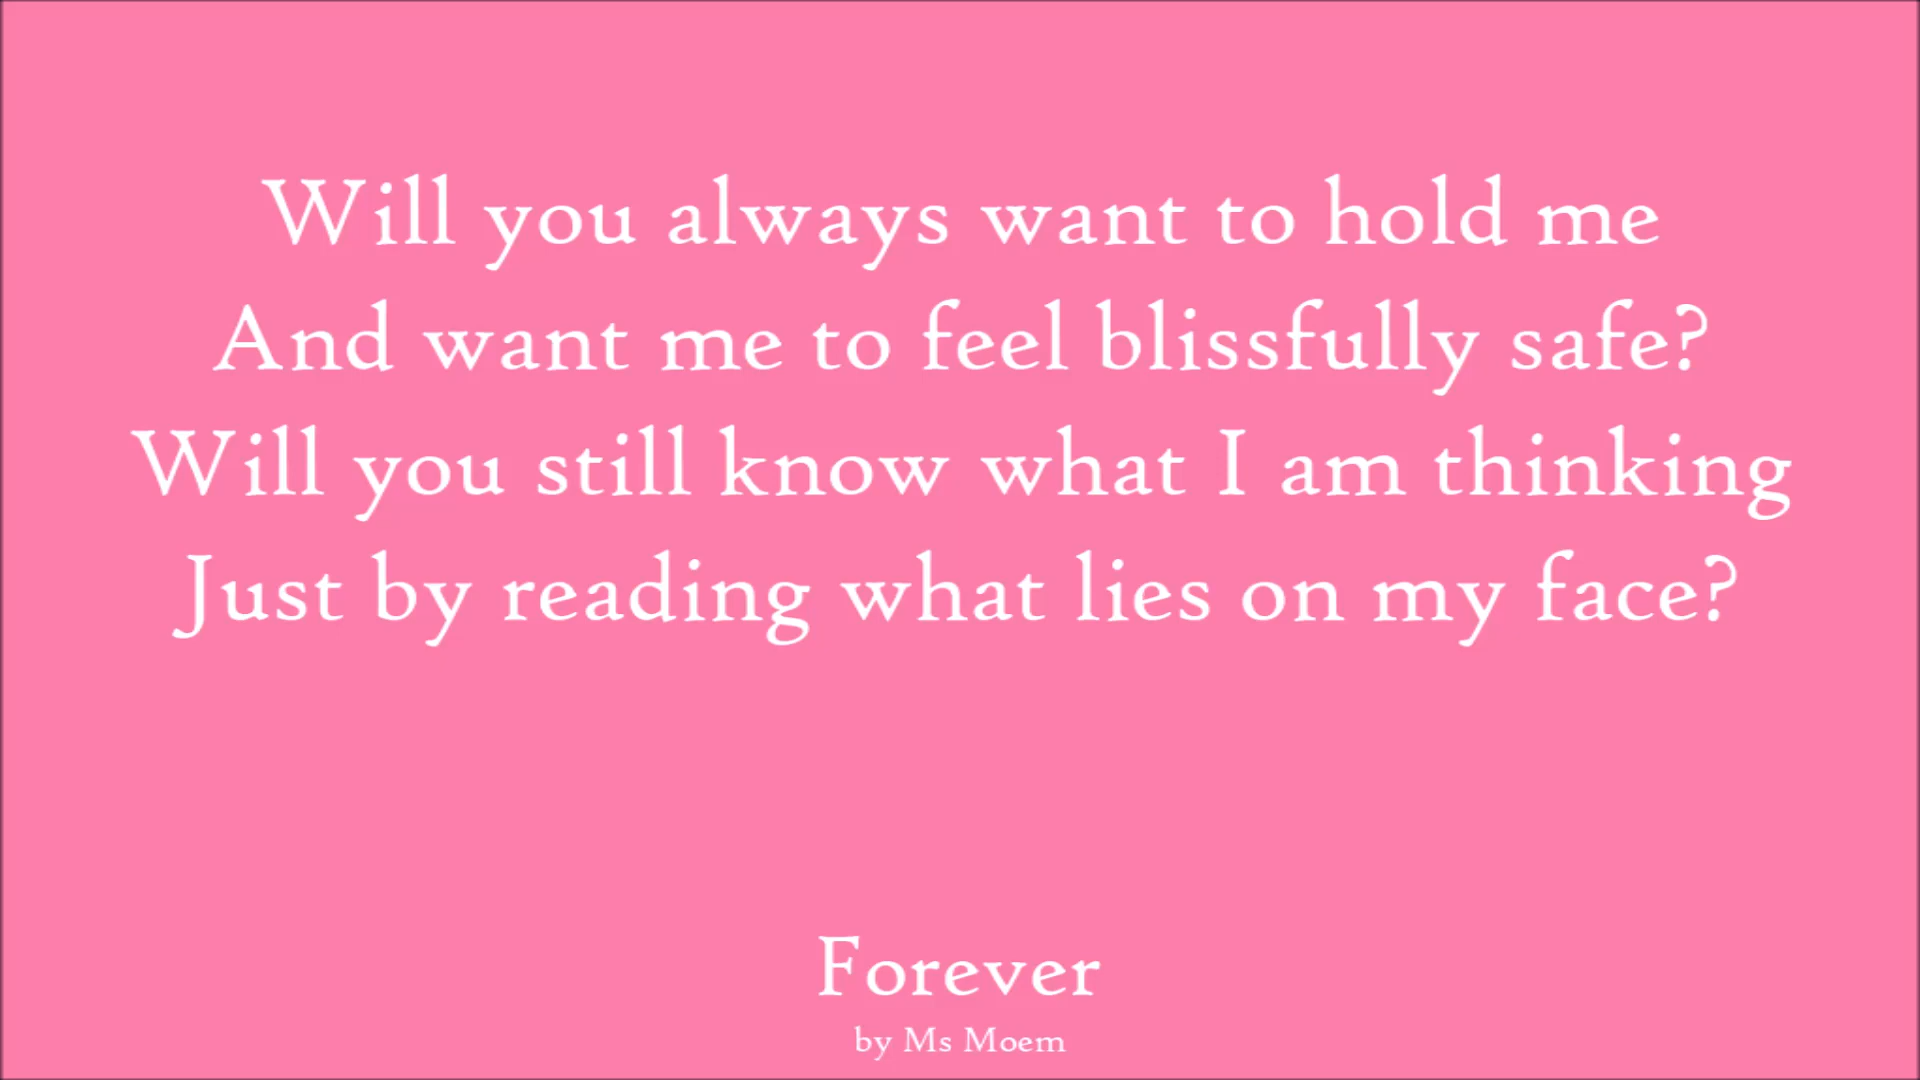 Will you always want to hold me
And want me to feel blissfully safe?
Will you still know what I am thinking
Just by reading what lies on my face?
Forever
by Ms Moem